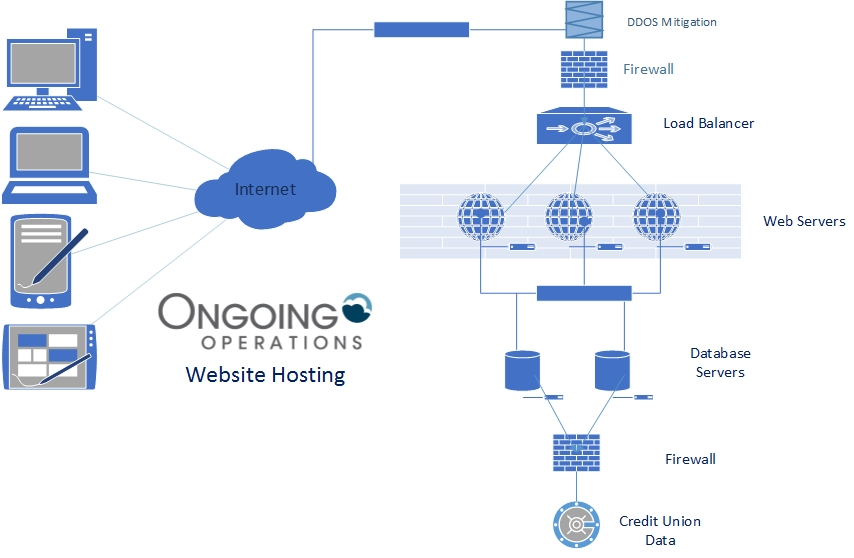 DDOS Mitigation
Firewall
Load Balancer
Internet
Web Servers
ONGOING
OPERATIONS
Website Hosting
Database
Servers
Firewall
Credit Union
Data